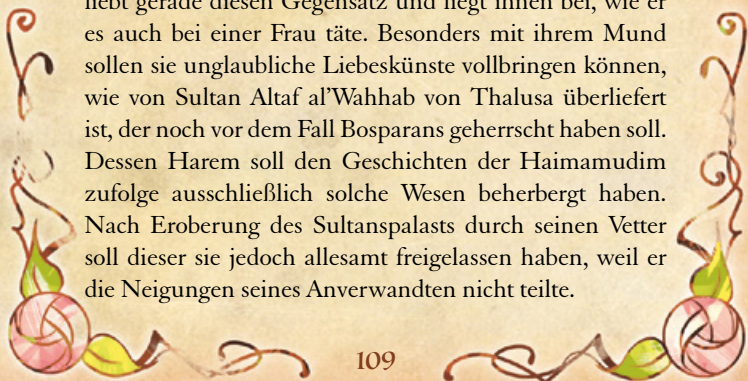 liebt gerade diesen Gegensatz und liegt ihnen bei, wie er
es auch bei einer Frau täte. Besonders mit ihrem Mund
sollen sie unglaubliche Liebeskünste vollbringen können,
wie von Sultan Altaf al’Wahhab von Thalusa überliefert
ist, der noch vor dem Fall Bosparans geherrscht haben soll.
Dessen Harem soll den Geschichten der Haimamudim
zufolge ausschließlich solche Wesen beherbergt haben.
Nach Eroberung des Sultanspalasts durch seinen Vetter
soll dieser sie jedoch allesamt freigelassen haben, weil er
die Neigungen seines Anverwandten nicht teilte.
109